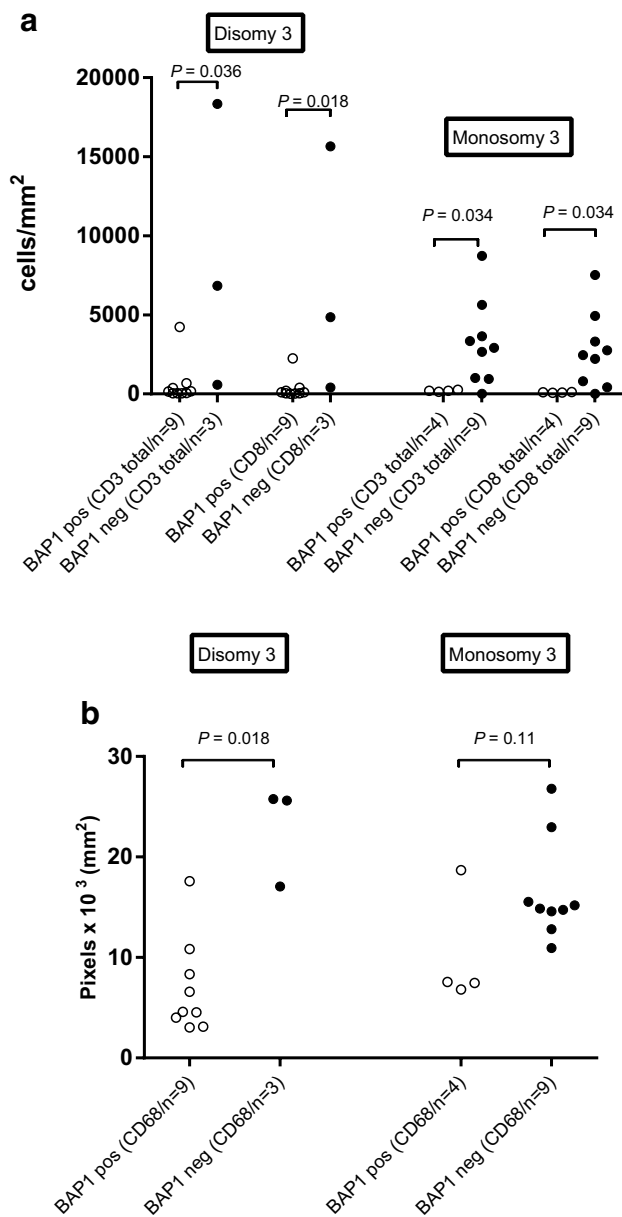 a
Disomy 3
Monosomy 3
P = 0.036
P = 0.018
P = 0.034
P = 0.034
cells/mm²
20000
15000
10000
5000
0
BAP1 pos (CD3 total/n=9)
BAP1 neg (CD3 total/n=3)
BAP1 pos (CD8/n=9)
BAP1 neg (CD8/n=3)
BAP1 pos (CD3 total/n=4)
BAP1 neg (CD3 total/n=9)
BAP1 pos (CD8 total/n=4)
BAP1 neg (CD8 total/n=9)
Disomy 3
Monosomy 3
b
P = 0.018
P = 0.11
Pixels x 10 ³ (mm²)
30
20
10
0
BAP1 pos (CD68/n=9)
BAP1 neg (CD68/n=3)
BAP1 pos (CD68/n=4)
BAP1 neg (CD68/n=9)